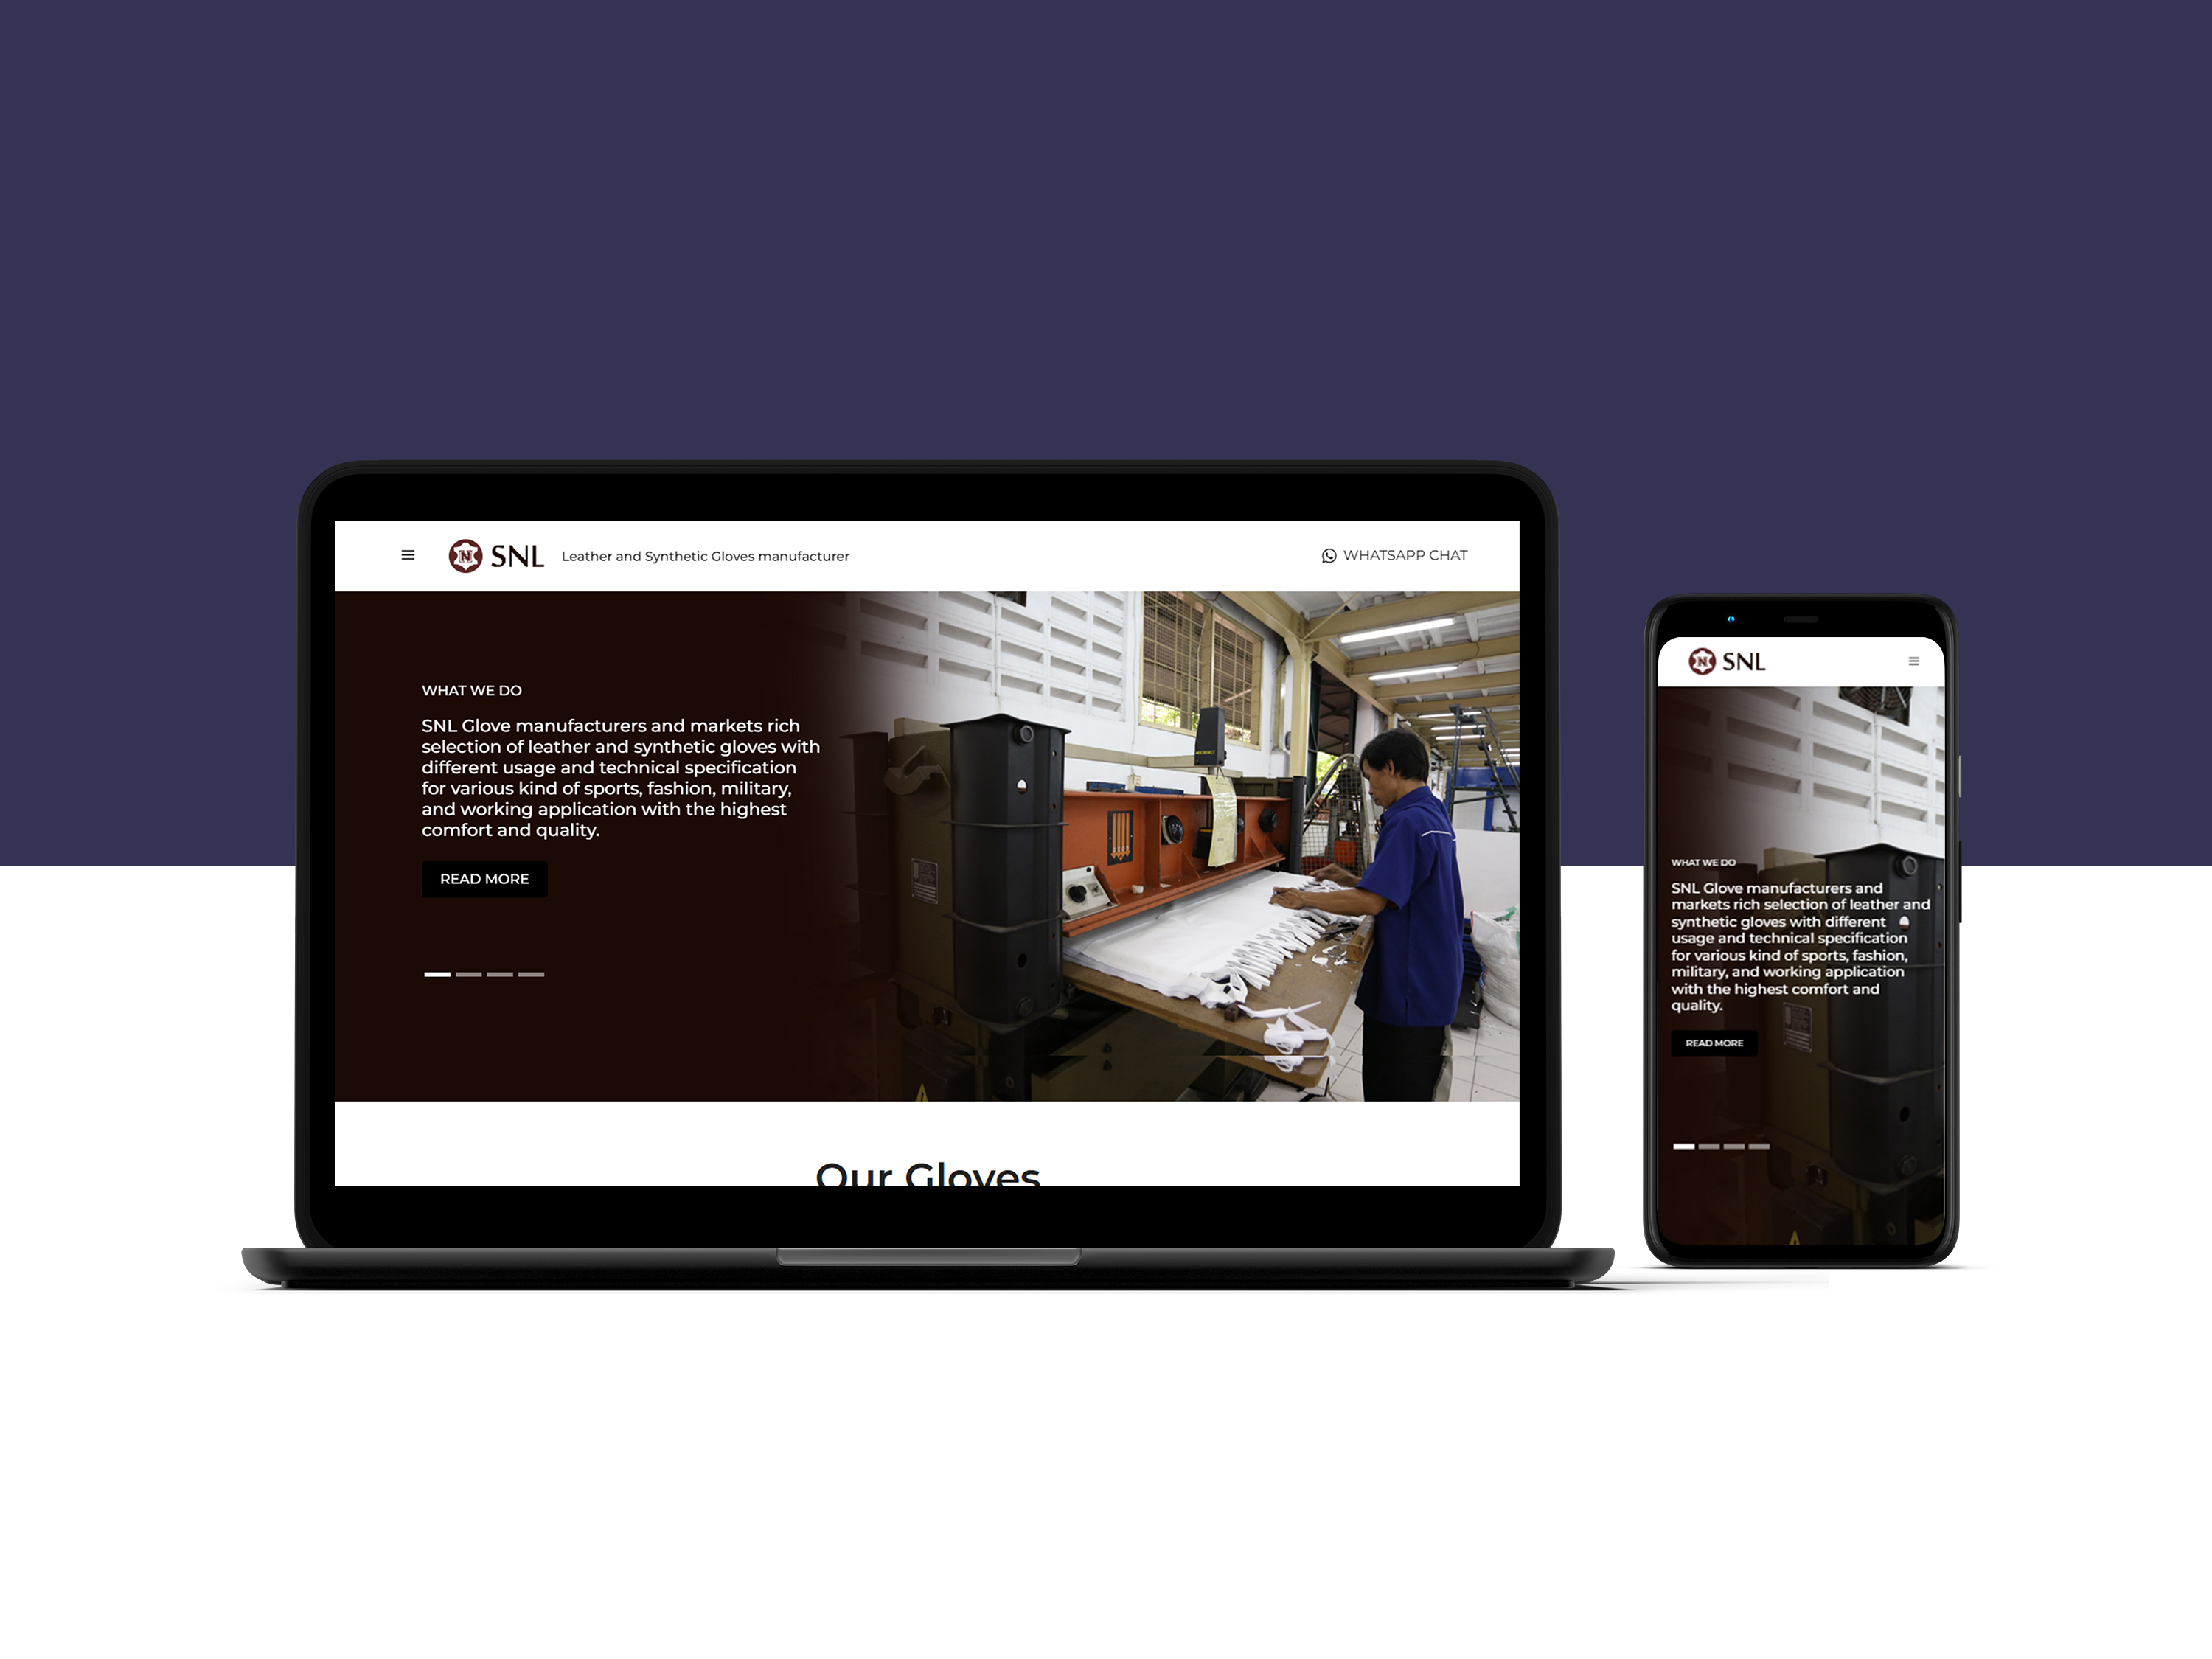 SNL Leather and Synthetic Gloves manufacturer
WHATSAPP CHAT
WHAT WE DO
SNL Glove manufacturers and markets rich
selection of leather and synthetic gloves with
different usage and technical specification
for various kind of sports, fashion, military,
and working application with the highest
comfort and quality.
READ MORE
Our Gloves
N SNL
WHAT WE DO
SNL Glove manufacturers and
markets rich selection of leather and
synthetic gloves with different
usage and technical specification
for various kind of sports, fashion,
military, and working application
with the highest comfort and
quality.
READ MORE